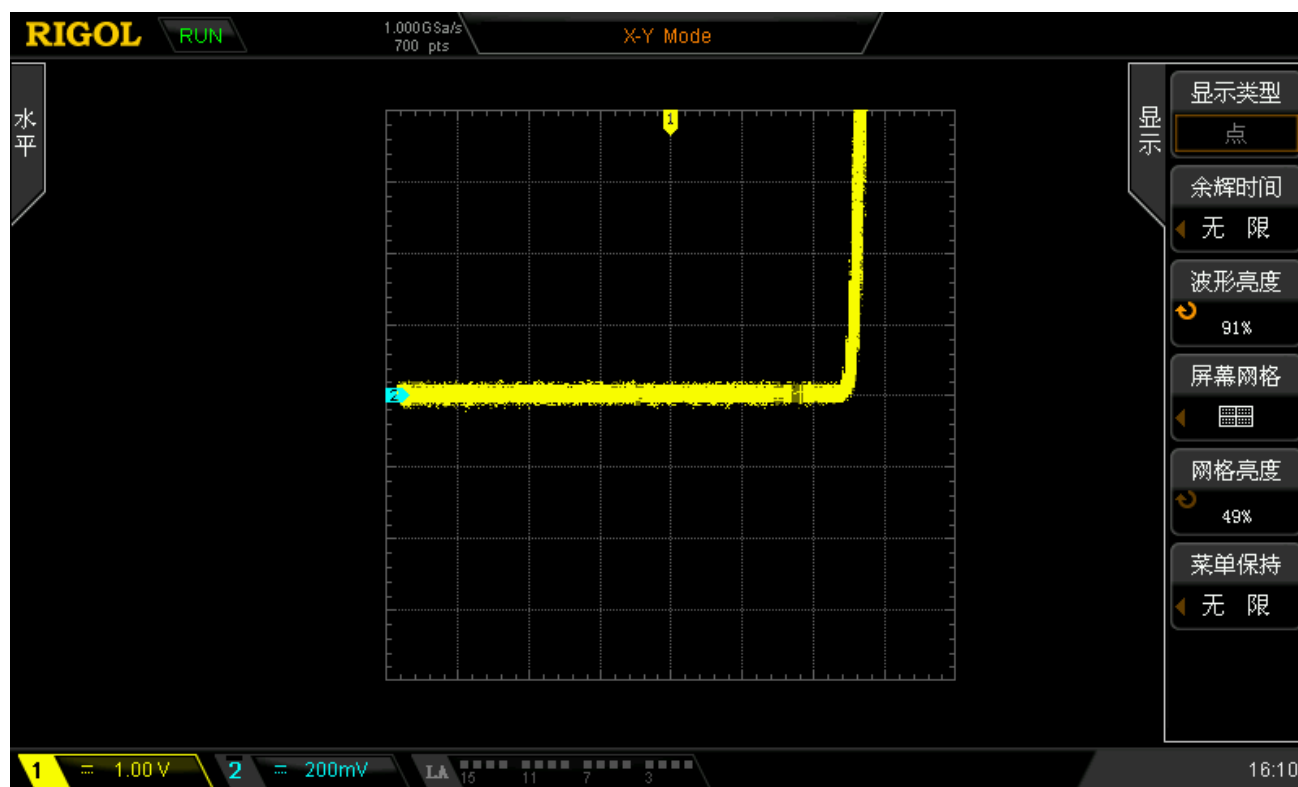 RIGOL RUN 1.000GSa/s X-Y Mode
700 pts
水平
1
2
显示
显示类型
点
余辉时间
无 限
波形亮度
91%
屏幕网格
网格亮度
49%
菜单保持
无 限
1 1.00 V 2 200mV LA 15 11 7 3 16:10